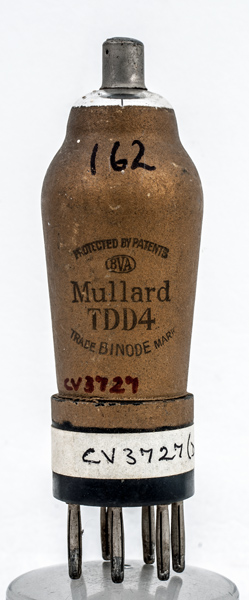 162
PROTECTED BY PATENTS
BVA
Mullard
TDD4
TRADE BINODE MARK
CV3727
CV3727(